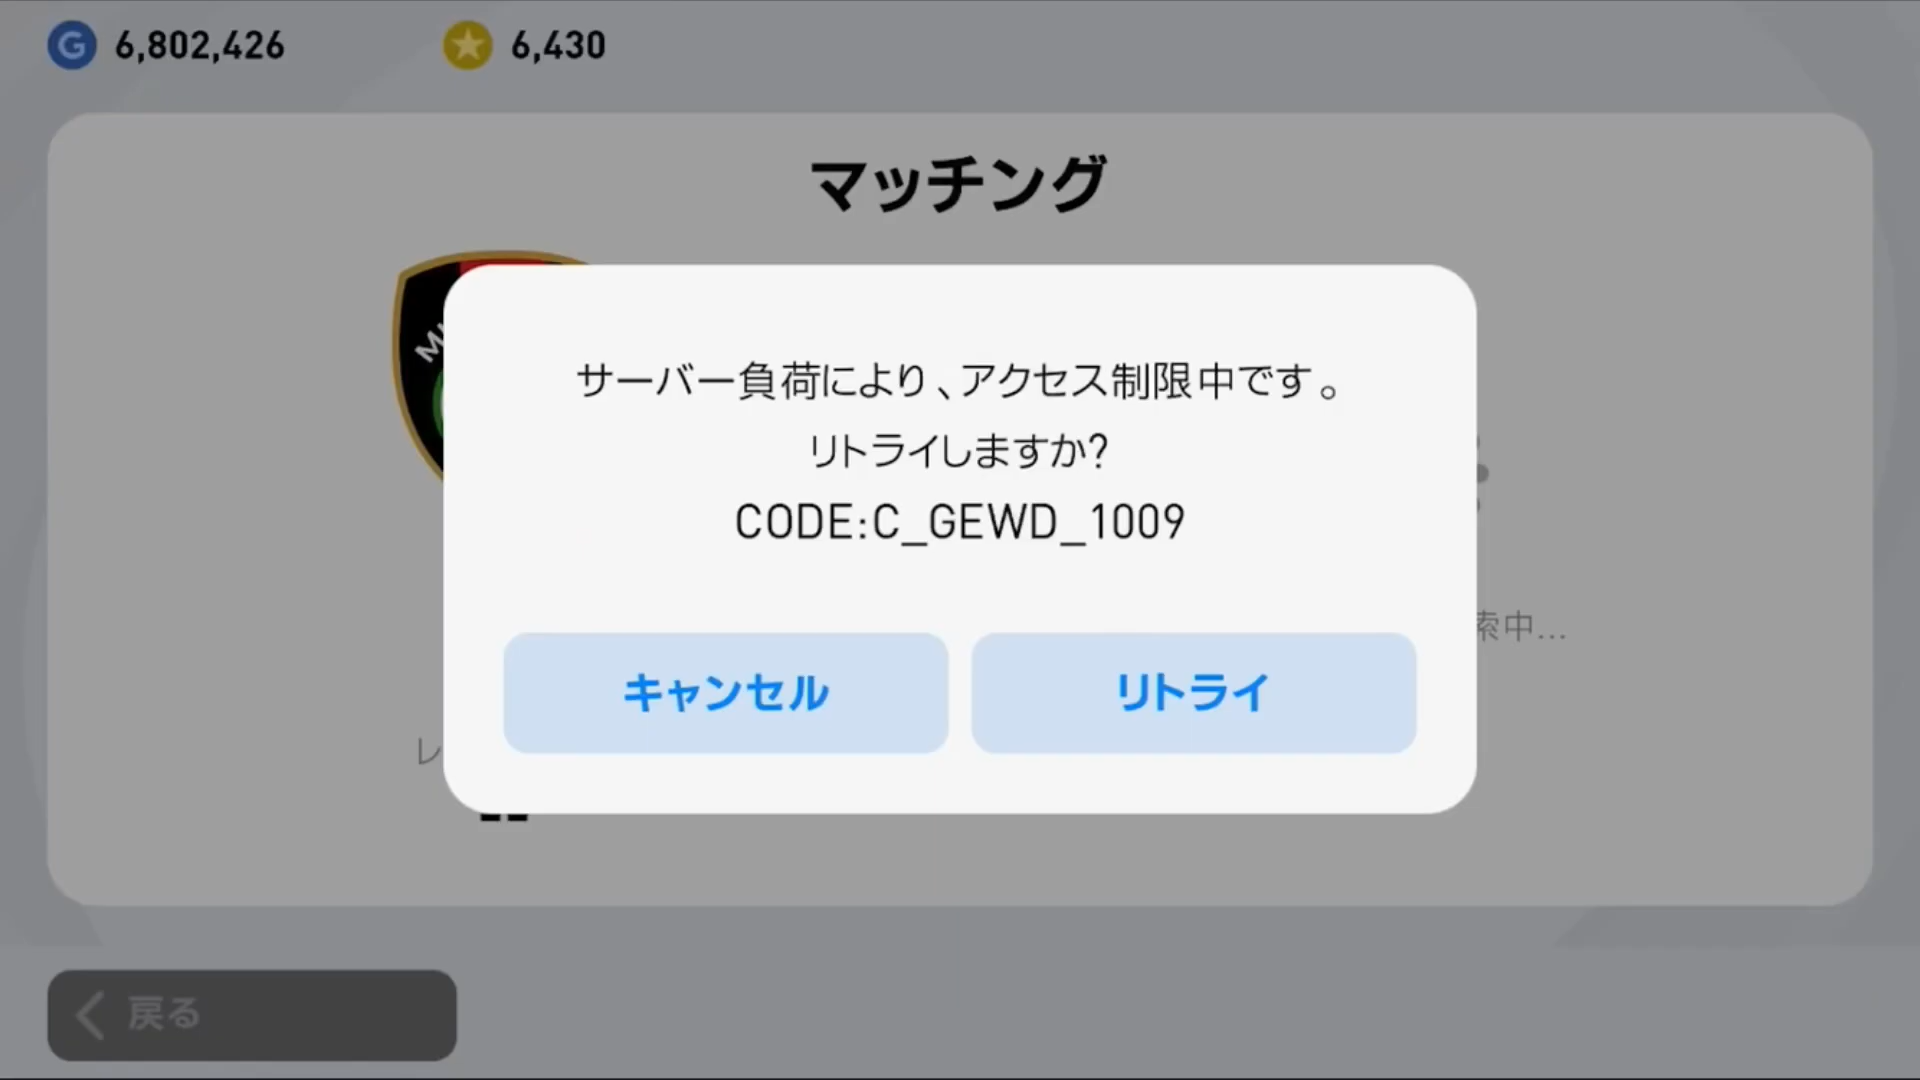 6,802,426
6,430
マッチング
サーバー負荷により、アクセス制限中です。
リトライしますか?
CODE:C_GEWD_1009
索中...
キャンセル
リトライ
戻る